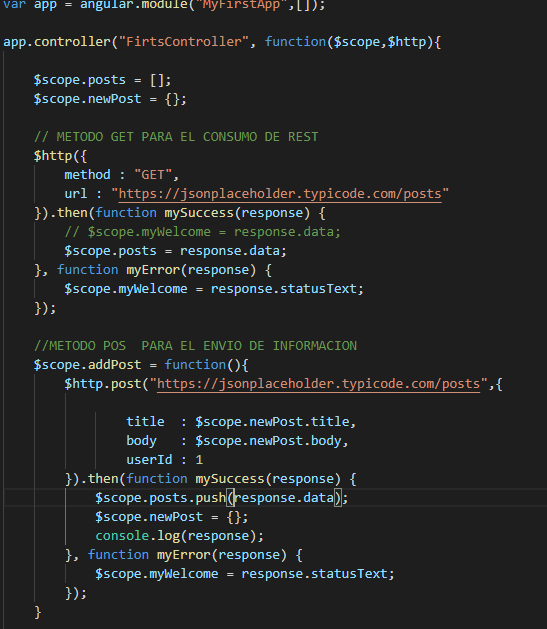 var app = angular.module("MyFirstApp",[]);
app.controller("FirtsController", function($scope,$http){
$scope.posts = [];
$scope.newPost = {};
// METODO GET PARA EL CONSUMO DE REST
$http({
method : "GET",
url : "https://jsonplaceholder.typicode.com/posts"
}).then(function mySuccess(response) {
// $scope.myWelcome = response.data;
$scope.posts = response.data;
}, function myError(response) {
$scope.myWelcome = response.statusText;
});
//METODO POS  PARA EL ENVIO DE INFORMACION
$scope.addPost = function(){
$http.post("https://jsonplaceholder.typicode.com/posts",{
title  : $scope.newPost.title,
body   : $scope.newPost.body,
userId : 1
}).then(function mySuccess(response) {
$scope.posts.push(response.data);
$scope.newPost = {};
console.log(response);
}, function myError(response) {
$scope.myWelcome = response.statusText;
});
}